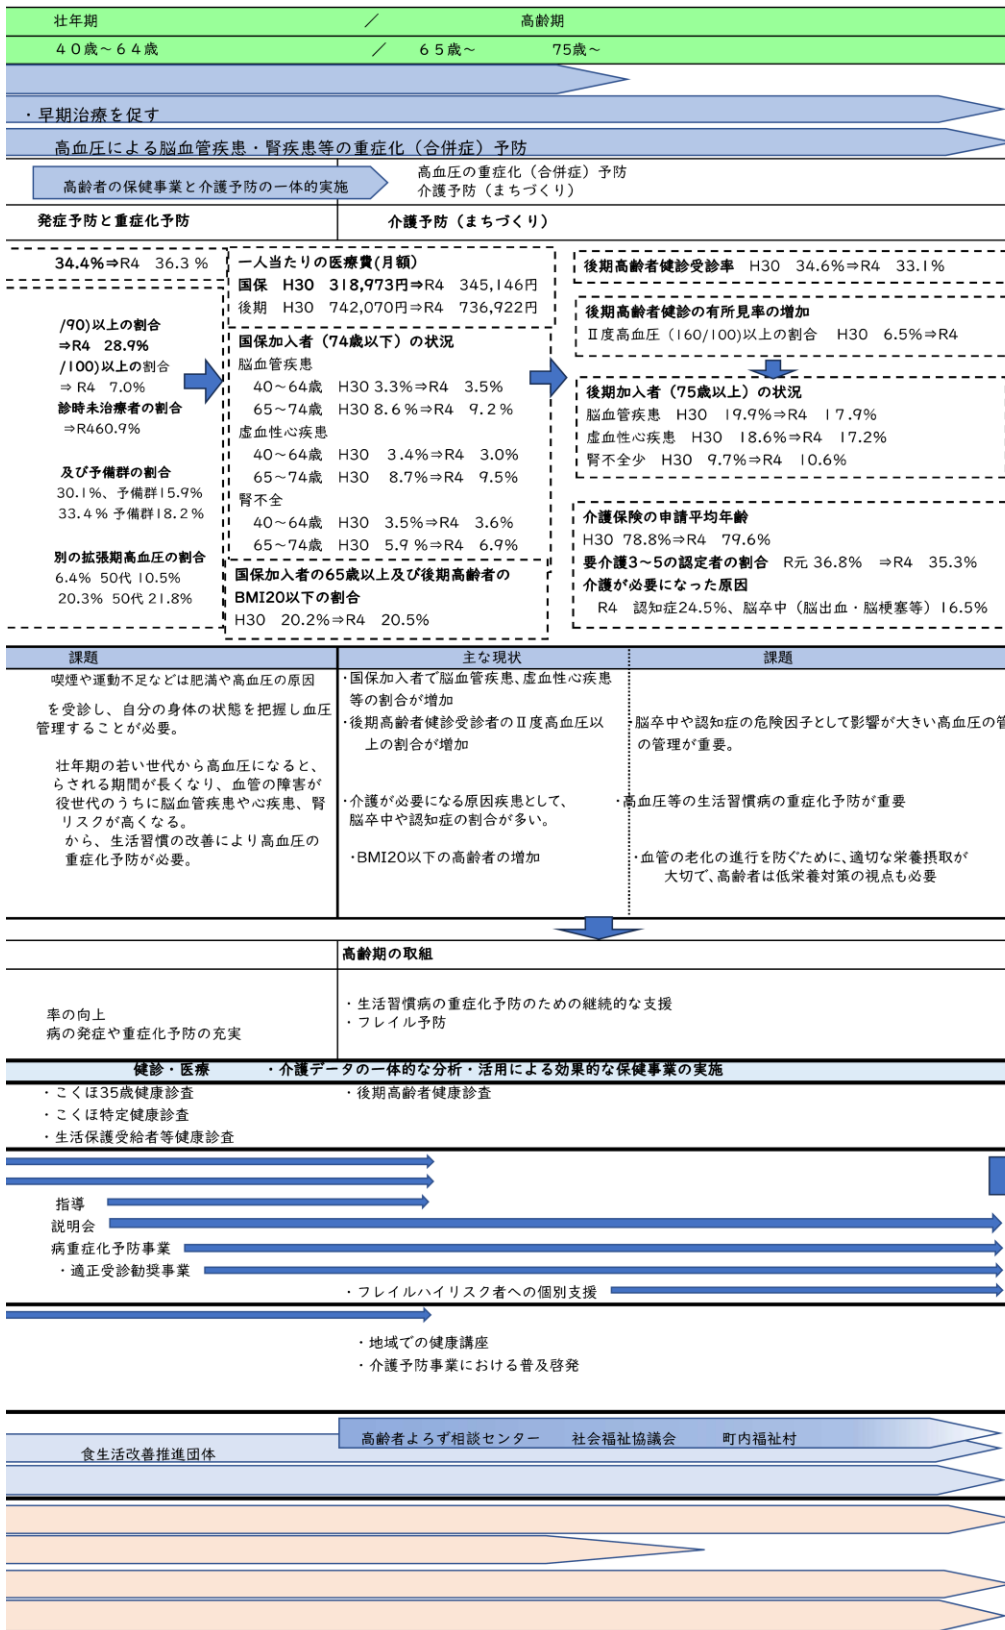 壮年期 ／ 高齢期
４０歳～６４歳 ／ ６５歳～ 75歳～
・早期治療を促す
高血圧による脳血管疾患・腎疾患等の重症化（合併症）予防
高齢者の保健事業と介護予防の一体的実施
高血圧の重症化（合併症）予防
介護予防（まちづくり）
発症予防と重症化予防
介護予防（まちづくり）
34.4%⇒R4 36.3 %
/90)以上の割合
⇒R4 28.9%
/100)以上の割合
⇒ R4 7.0%
診時未治療者の割合
⇒R460.9%
及び予備群の割合
30.1%、予備群15.9%
33.4% 予備群18.2%
別の拡張期高血圧の割合
6.4% 50代 10.5%
20.3% 50代 21.8%
一人当たりの医療費(月額)
国保 H30 318,973円⇒R4 345,146円
後期 H30 742,070円⇒R4 736,922円
国保加入者（74歳以下）の状況
脳血管疾患
40～64歳 H30 3.3%⇒R4 3.5%
65～74歳 H30 8.6 %⇒R4 9.2 %
虚血性心疾患
40～64歳 H30 3.4%⇒R4 3.0%
65～74歳 H30 8.7%⇒R4 9.5%
腎不全
40～64歳 H30 3.5%⇒R4 3.6%
65～74歳 H30 5.9 %⇒R4 6.9%
国保加入者の65歳以上及び後期高齢者の
BMI20以下の割合
H30 20.2%⇒R4 20.5%
後期高齢者健診受診率 H30 34.6%⇒R4 33.1%
後期高齢者健診の有所見率の増加
Ⅱ度高血圧（160/100)以上の割合 H30 6.5%⇒R4
後期加入者（75歳以上）の状況
脳血管疾患 H30 19.9%⇒R4 17.9%
虚血性心疾患 H30 18.6%⇒R4 17.2%
腎不全少 H30 9.7%⇒R4 10.6%
介護保険の申請平均年齢
H30 78.8%⇒R4 79.6%
要介護3～5の認定者の割合 R元 36.8% ⇒R4 35.3%
介護が必要になった原因
R4 認知症24.5%、脳卒中（脳出血・脳梗塞等）16.5%
課題
喫煙や運動不足などは肥満や高血圧の原因
を受診し、自分の身体の状態を把握し血圧
管理することが必要。
壮年期の若い世代から高血圧になると、
らされる期間が長くなり、血管の障害が
役世代のうちに脳血管疾患や心疾患、腎
リスクが高くなる。
から、生活習慣の改善により高血圧の
重症化予防が必要。
主な現状
・国保加入者で脳血管疾患、虚血性心疾患
等の割合が増加
・後期高齢者健診受診者のⅡ度高血圧以
上の割合が増加
・介護が必要になる原因疾患として、
脳卒中や認知症の割合が多い。
・BMI20以下の高齢者の増加
課題
・脳卒中や認知症の危険因子として影響が大きい高血圧の管
の管理が重要。
・高血圧等の生活習慣病の重症化予防が重要
・血管の老化の進行を防ぐために、適切な栄養摂取が
大切で、高齢者は低栄養対策の視点も必要
高齢期の取組
率の向上
病の発症や重症化予防の充実
・生活習慣病の重症化予防のための継続的な支援
・フレイル予防
健診・医療 ・介護データの一体的な分析・活用による効果的な保健事業の実施
・こくほ35歳健康診査
・こくほ特定健康診査
・生活保護受給者等健康診査
・後期高齢者健康診査
指導
説明会
病重症化予防事業
・適正受診勧奨事業
・フレイルハイリスク者への個別支援
・地域での健康講座
・介護予防事業における普及啓発
高齢者よろず相談センター 社会福祉協議会 町内福祉村
食生活改善推進団体